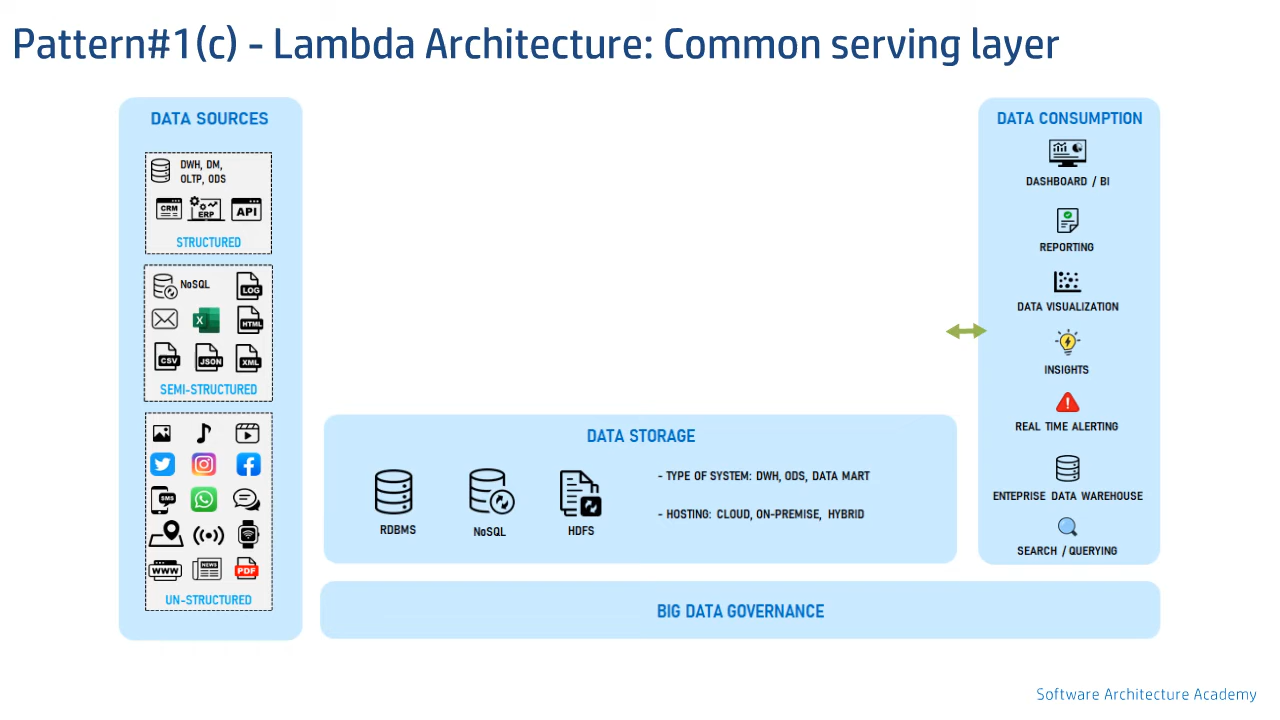 Pattern#1(c) - Lambda Architecture: Common serving layer
DATA SOURCES
DWH, DM,
OLTP, ODS
CRM
ERP
API
STRUCTURED
NoSQL
LOG
X
HTML
CSV
JSON
XML
SEMI-STRUCTURED
SMS
WWW
NEWS
PDF
UN-STRUCTURED
DATA STORAGE
RDBMS
NoSQL
HDFS
- TYPE OF SYSTEM: DWH, ODS, DATA MART
- HOSTING: CLOUD, ON-PREMISE, HYBRID
BIG DATA GOVERNANCE
DATA CONSUMPTION
DASHBOARD / BI
REPORTING
DATA VISUALIZATION
INSIGHTS
REAL TIME ALERTING
ENTEPRISE DATA WAREHOUSE
SEARCH / QUERYING
Software Architecture Academy